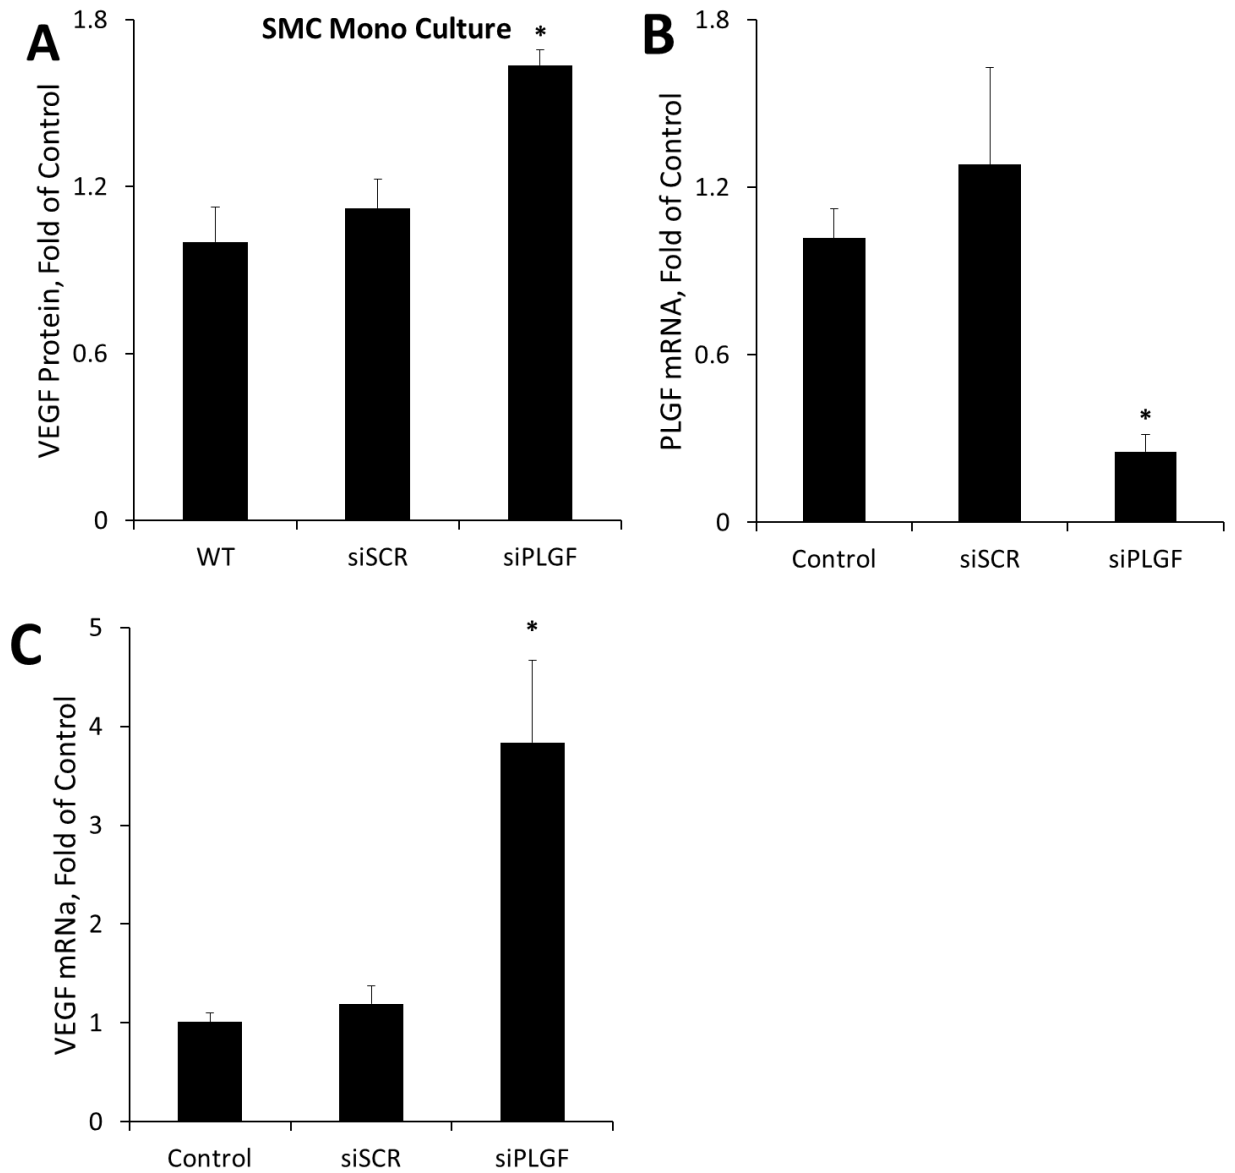 A
SMC Mono Culture
*
VEGF Protein, Fold of Control
1.8
1.2
0.6
0
WT siSCR siPLGF
B
PLGF mRNA, Fold of Control
1.8
1.2
0.6
0
*
Control siSCR siPLGF
C
VEGF mRNa, Fold of Control
5
4
3
2
1
0
*
Control siSCR siPLGF